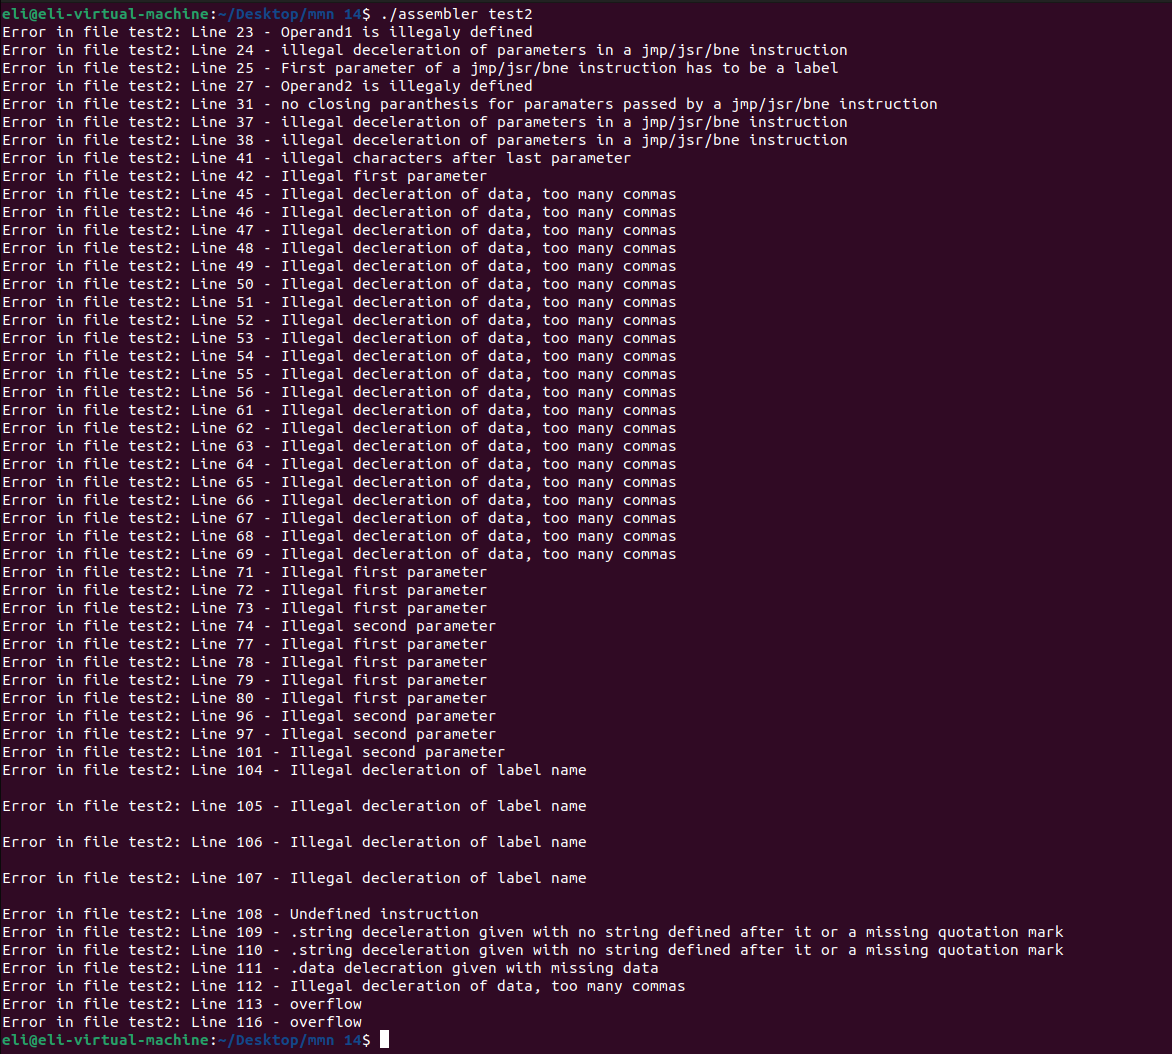 eli@eli-virtual-machine:~/Desktop/mmn 14$ ./assembler test2
Error in file test2: Line 23 - Operand1 is illegaly defined
Error in file test2: Line 24 - illegal deceleration of parameters in a jmp/jsr/bne instruction
Error in file test2: Line 25 - First parameter of a jmp/jsr/bne instruction has to be a label
Error in file test2: Line 27 - Operand2 is illegaly defined
Error in file test2: Line 31 - no closing paranthesis for paramaters passed by a jmp/jsr/bne instruction
Error in file test2: Line 37 - illegal deceleration of parameters in a jmp/jsr/bne instruction
Error in file test2: Line 38 - illegal deceleration of parameters in a jmp/jsr/bne instruction
Error in file test2: Line 41 - illegal characters after last parameter
Error in file test2: Line 42 - Illegal first parameter
Error in file test2: Line 45 - Illegal decleration of data, too many commas
Error in file test2: Line 46 - Illegal decleration of data, too many commas
Error in file test2: Line 47 - Illegal decleration of data, too many commas
Error in file test2: Line 48 - Illegal decleration of data, too many commas
Error in file test2: Line 49 - Illegal decleration of data, too many commas
Error in file test2: Line 50 - Illegal decleration of data, too many commas
Error in file test2: Line 51 - Illegal decleration of data, too many commas
Error in file test2: Line 52 - Illegal decleration of data, too many commas
Error in file test2: Line 53 - Illegal decleration of data, too many commas
Error in file test2: Line 54 - Illegal decleration of data, too many commas
Error in file test2: Line 55 - Illegal decleration of data, too many commas
Error in file test2: Line 56 - Illegal decleration of data, too many commas
Error in file test2: Line 61 - Illegal decleration of data, too many commas
Error in file test2: Line 62 - Illegal decleration of data, too many commas
Error in file test2: Line 63 - Illegal decleration of data, too many commas
Error in file test2: Line 64 - Illegal decleration of data, too many commas
Error in file test2: Line 65 - Illegal decleration of data, too many commas
Error in file test2: Line 66 - Illegal decleration of data, too many commas
Error in file test2: Line 67 - Illegal decleration of data, too many commas
Error in file test2: Line 68 - Illegal decleration of data, too many commas
Error in file test2: Line 69 - Illegal decleration of data, too many commas
Error in file test2: Line 71 - Illegal first parameter
Error in file test2: Line 72 - Illegal first parameter
Error in file test2: Line 73 - Illegal first parameter
Error in file test2: Line 74 - Illegal second parameter
Error in file test2: Line 77 - Illegal first parameter
Error in file test2: Line 78 - Illegal first parameter
Error in file test2: Line 79 - Illegal first parameter
Error in file test2: Line 80 - Illegal first parameter
Error in file test2: Line 96 - Illegal second parameter
Error in file test2: Line 97 - Illegal second parameter
Error in file test2: Line 101 - Illegal second parameter
Error in file test2: Line 104 - Illegal decleration of label name
Error in file test2: Line 105 - Illegal decleration of label name
Error in file test2: Line 106 - Illegal decleration of label name
Error in file test2: Line 107 - Illegal decleration of label name
Error in file test2: Line 108 - Undefined instruction
Error in file test2: Line 109 - .string deceleration given with no string defined after it or a missing quotation mark
Error in file test2: Line 110 - .string deceleration given with no string defined after it or a missing quotation mark
Error in file test2: Line 111 - .data delecration given with missing data
Error in file test2: Line 112 - Illegal decleration of data, too many commas
Error in file test2: Line 113 - overflow
Error in file test2: Line 116 - overflow
eli@eli-virtual-machine:~/Desktop/mmn 14$